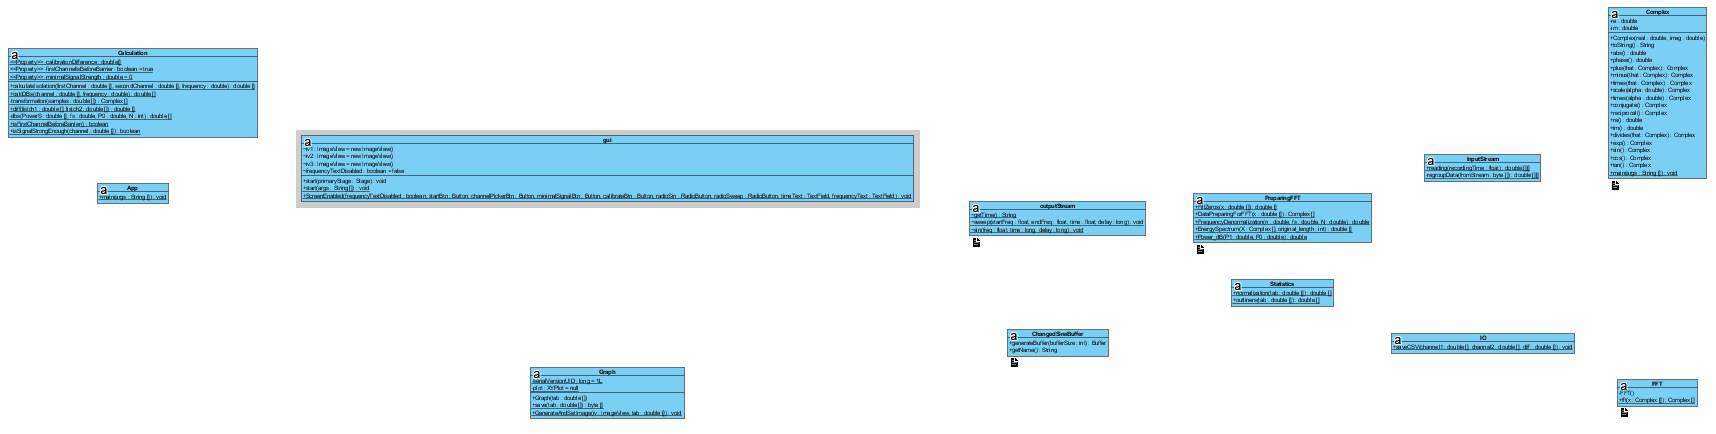 a
Calculation
<<Property>> -calibrationDifference : double[]
<<Property>> -firstChannelIsBeforeBarrier : boolean = true
<<Property>> -minimalSignalStrength : double = 0
+calculateIsolation(firstChannel : double [], secondChannel : double [], frequency : double) : double []
+calcDBs(channel : double [], frequency : double) : double[]
-transformation(samples : double []) : Complex []
+diff(listch1 : double [], listch2 : double []) : double []
-dbs(PowerS : double [], fs : double, P0 : double, N : int) : double []
+isFirstChannelBeforeBarrier() : boolean
+isSignalStrongEnough(channel : double []) : boolean
a
App
+main(args : String []) : void
a
gui
~iv1 : ImageView = new ImageView()
~iv2 : ImageView = new ImageView()
~iv3 : ImageView = new ImageView()
~frequencyTextDisabled : boolean = false
+start(primaryStage : Stage) : void
+start(args : String []) : void
+ScreenEnabled(frequencyTextDisabled : boolean, startBtn : Button, channelPickerBtn : Button, minimalSignalBtn : Button, calibrateBtn : Button, radioSin : RadioButton, radioSweep : RadioButton, timeText : TextField, frequencyText : TextField) : void
a
Graph
-serialVersionUID : long = 1L
-plot : XYPlot = null
+Graph(tab : double [])
+save(tab : double []) : byte []
+GenerateAndSetImage(iv : ImageView, tab : double []) : void
a
outputStream
~getTime() : String
~sweep(startFreq : float, endFreq : float, time : float, delay : long) : void
~sin(freq : float, time : long, delay : long) : void
a
ChangedSineBuffer
+generateBuffer(bufferSize : int) : Buffer
+getName() : String
a
PreparingFFT
+FillZeros(x : double []) : double []
+DataPreparingForFFT(x : double []) : Complex []
+FrequencyDenormalization(n : double, fs : double, N : double) : double
+EnergySpectrum(X : Complex [], original_length : int) : double []
+Power_dB(P1 : double, P0 : double) : double
a
Statistics
+normalization(tab : double []) : double []
+outliners(tab : double []) : double []
a
InputStream
+reading(recordingTime : float) : double[][]
-regroupData(fromStream : byte []) : double[][]
a
IO
+saveCSV(channel1 : double [], channel2 : double [], diff : double []) : void
a
Complex
-re : double
-im : double
+Complex(real : double, imag : double)
+toString() : String
+abs() : double
+phase() : double
+plus(that : Complex) : Complex
+minus(that : Complex) : Complex
+times(that : Complex) : Complex
+scale(alpha : double) : Complex
+times(alpha : double) : Complex
+conjugate() : Complex
+reciprocal() : Complex
+re() : double
+im() : double
+divides(that : Complex) : Complex
+exp() : Complex
+sin() : Complex
+cos() : Complex
+tan() : Complex
+main(args : String []) : void
a
FFT
-FFT()
+fft(x : Complex []) : Complex []